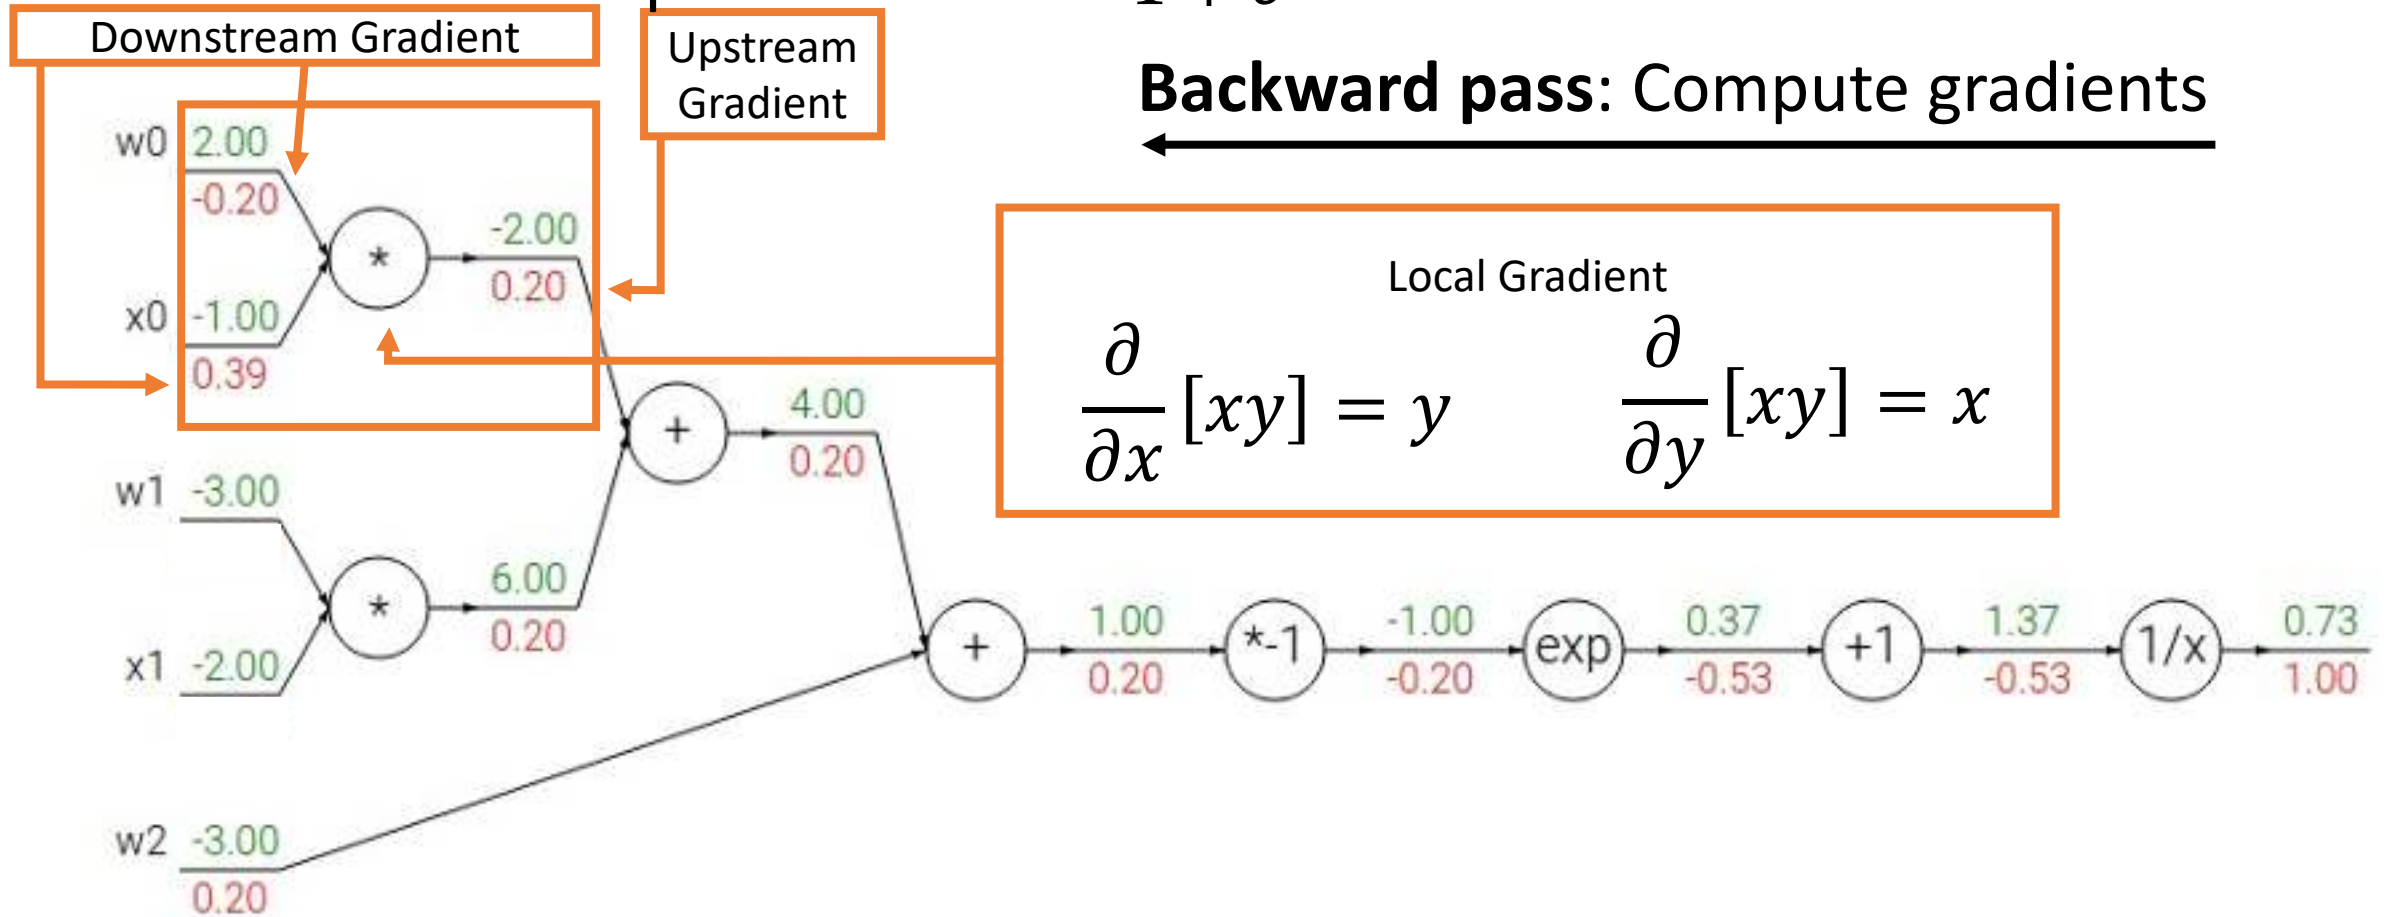 Downstream Gradient
Upstream
Gradient
Backward pass: Compute gradients
w0 2.00
-0.20
x0 -1.00
0.39
*
-2.00
0.20
Local Gradient
∂/∂x [xy] = y
∂/∂y [xy] = x
w1 -3.00
x1 -2.00
*
6.00
0.20
+
4.00
0.20
w2 -3.00
0.20
+
1.00
0.20
*-1
-1.00
-0.20
exp
0.37
-0.53
+1
1.37
-0.53
1/x
0.73
1.00